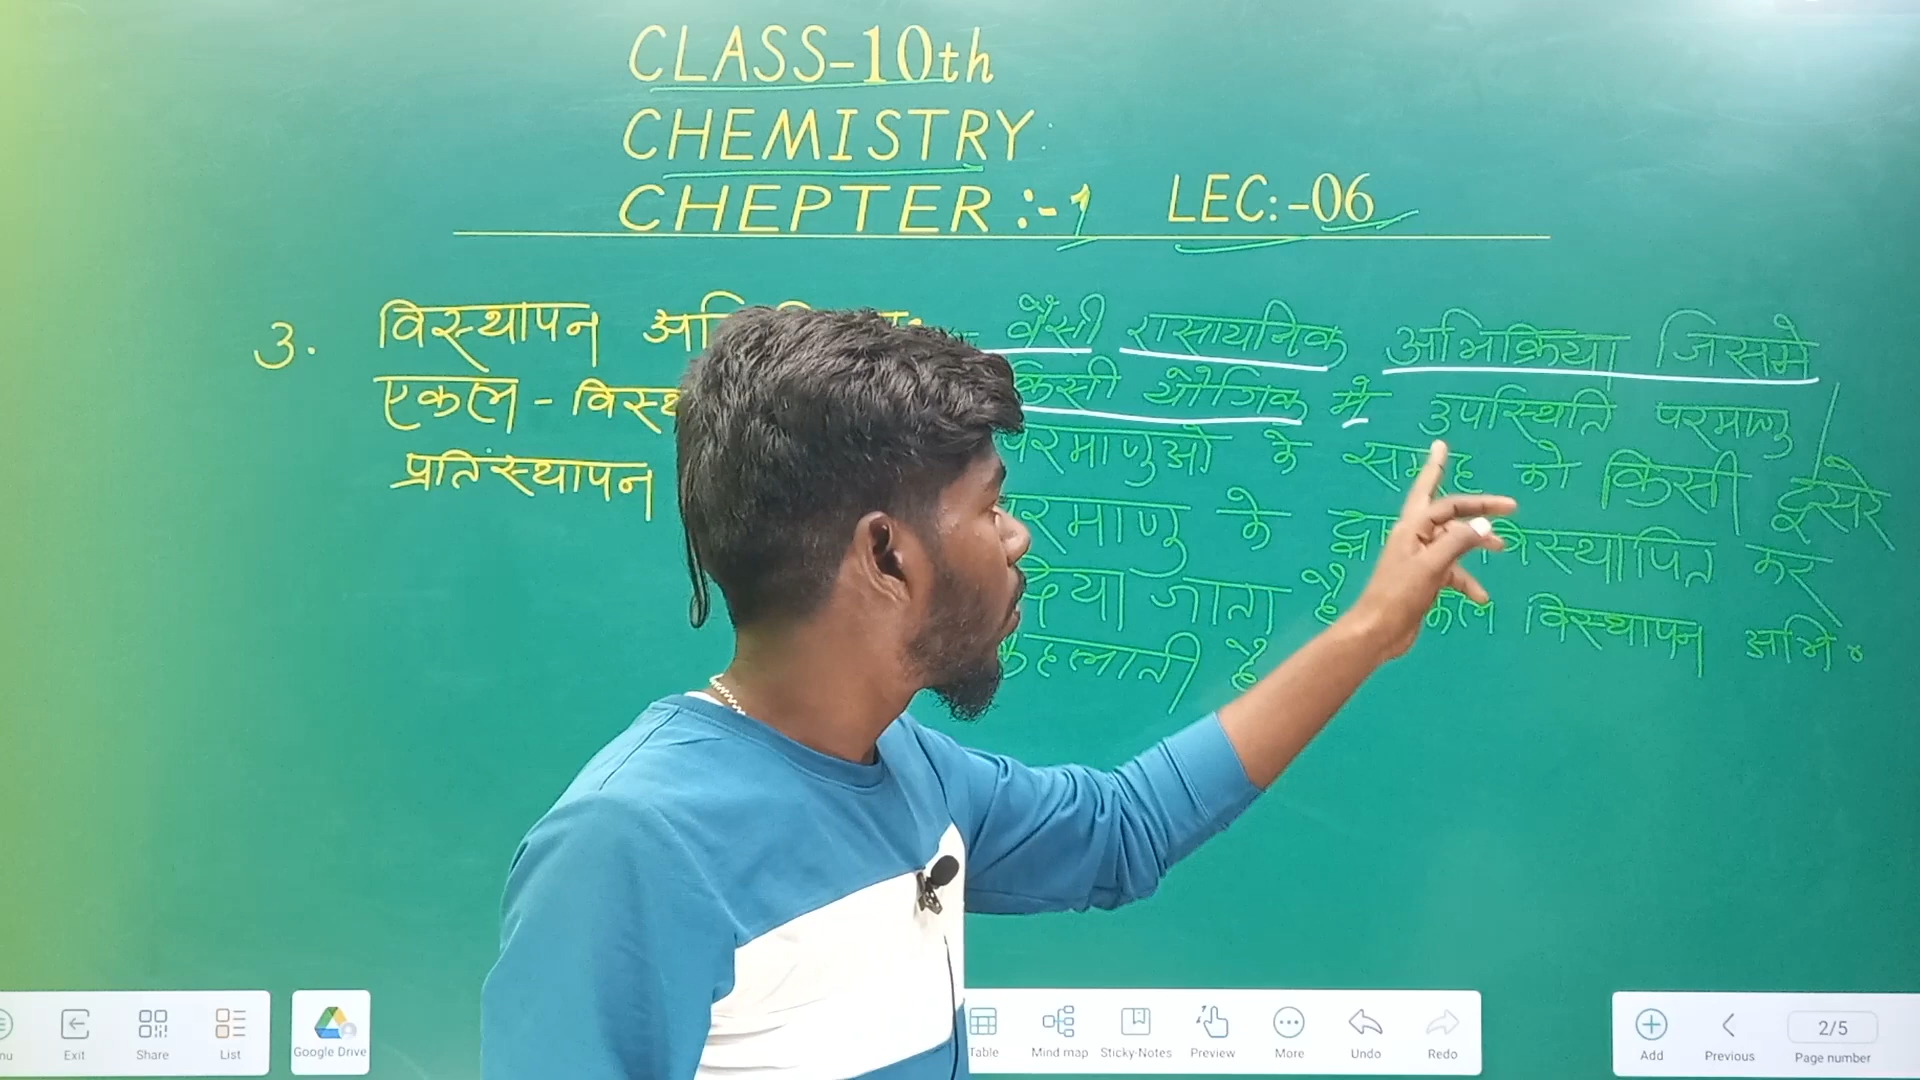 CLASS-10th
CHEMISTRY
CHEPTER :- 1 LEC:-06
3. विस्थापन
वैसी रासायनिक अभिक्रिया जिसमे
एकल - किसी यौगिक मे उपस्थिति परमाणु /
प्रतिंस्थापन परमाणुओ के समूह को किसी दूसरे
परमाणु के विस्थापित कर
दिया जाता है विस्थापन अभि॰
कहलाती है
Exit Share List Google Drive Table Mind map Sticky-Notes Preview More Undo Redo Add Previous 2/5 Page number